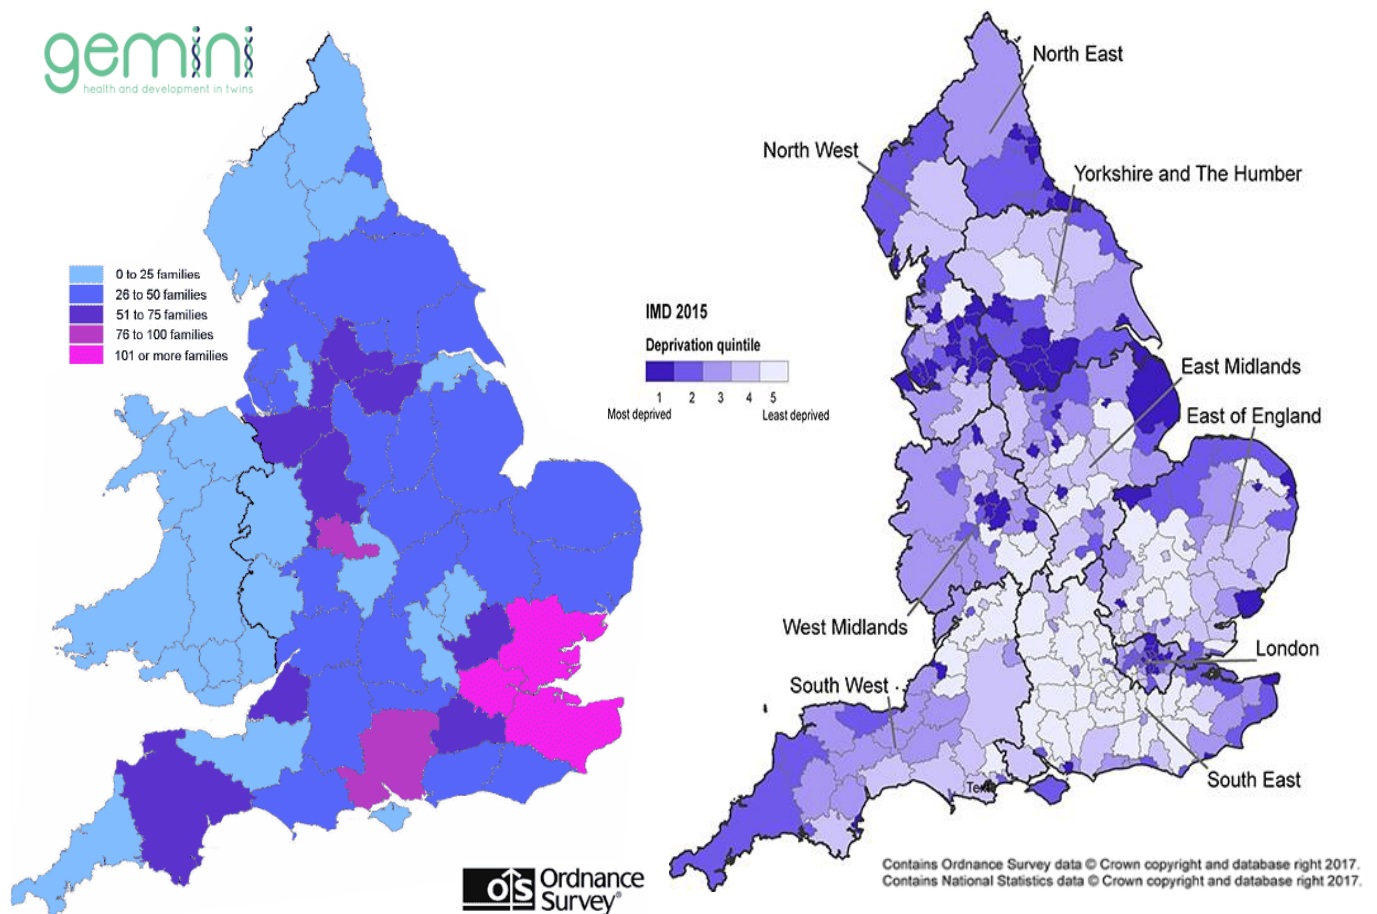 gemini
health and development in twins
0 to 25 families
26 to 50 families
51 to 75 families
76 to 100 families
101 or more families
Ordnance
Survey®
North East
North West
Yorkshire and The Humber
IMD 2015
Deprivation quintile
1 2 3 4 5
Most deprived Least deprived
East Midlands
East of England
West Midlands
London
South West
South East
Contains Ordnance Survey data © Crown copyright and database right 2017.
Contains National Statistics data © Crown copyright and database right 2017.